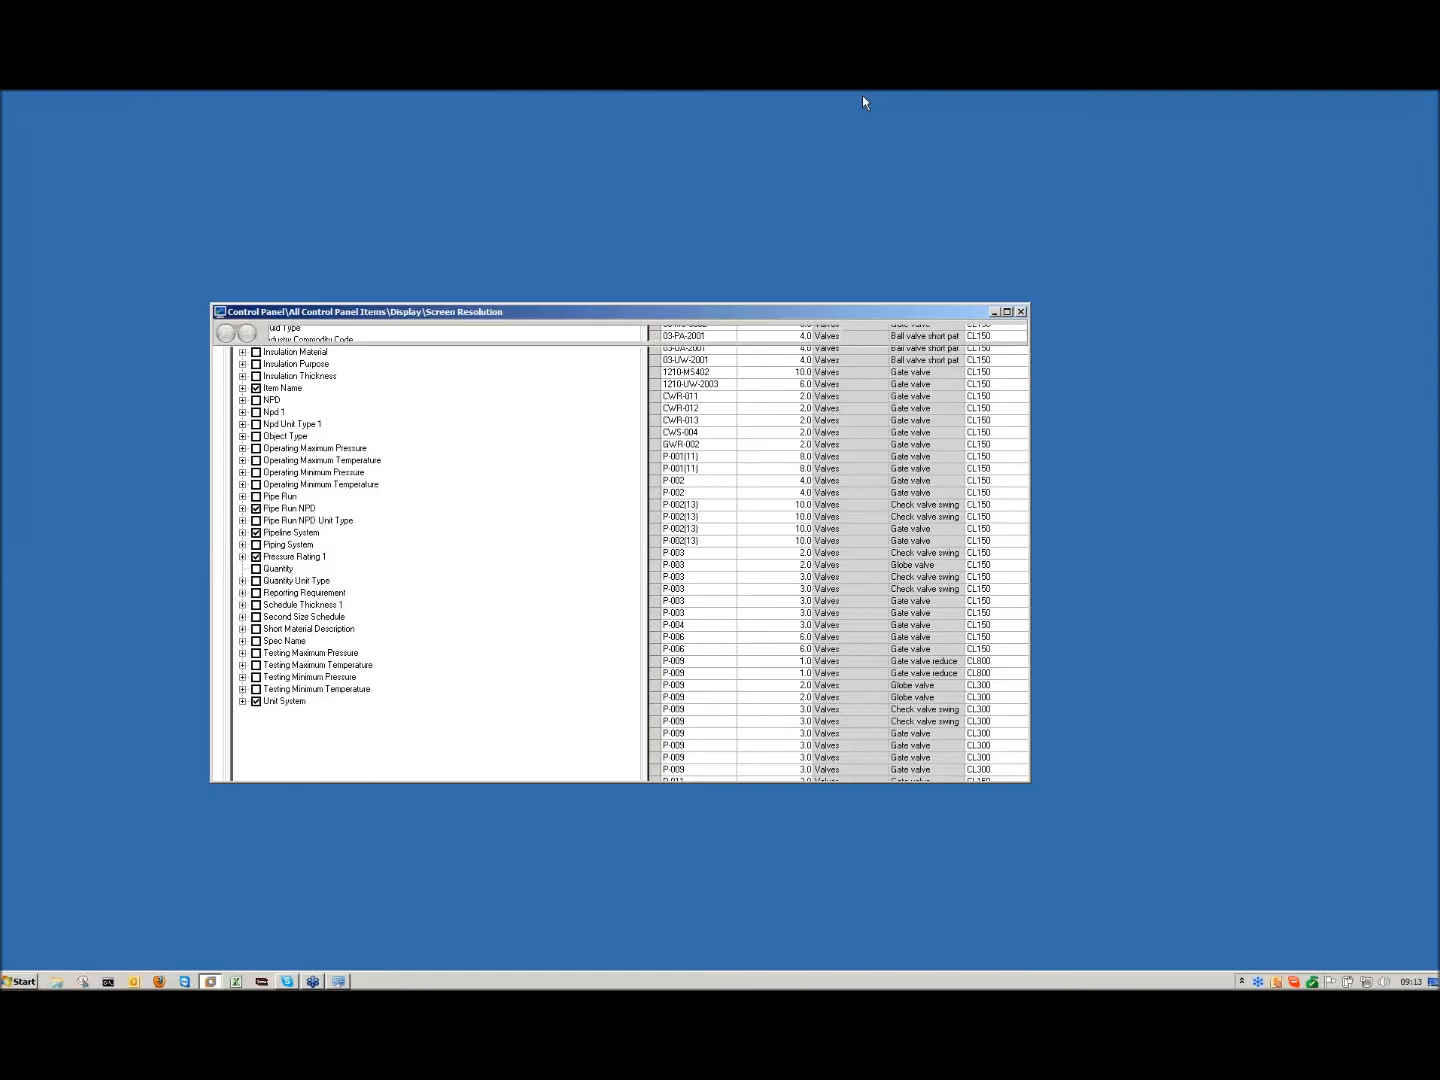 Control Panel\All Control Panel Items\Display\Screen Resolution
uid Type
Industry Commodity Code
Insulation Material
Insulation Purpose
Insulation Thickness
Item Name
NPD
Npd 1
Npd Unit Type 1
Object Type
Operating Maximum Pressure
Operating Maximum Temperature
Operating Minimum Pressure
Operating Minimum Temperature
Pipe Run
Pipe Run NPD
Pipe Run NPD Unit Type
Pipeline System
Piping System
Pressure Rating 1
Quantity
Quantity Unit Type
Reporting Requirement
Schedule Thickness 1
Second Size Schedule
Short Material Description
Spec Name
Testing Maximum Pressure
Testing Maximum Temperature
Testing Minimum Pressure
Testing Minimum Temperature
Unit System
03-PA-2001 4.0 Valves Ball valve short pat CL150
4.0 Valves Ball valve short pat CL150
03-UW-2001 4.0 Valves Gate valve CL150
1210-MS402 10.0 Valves Gate valve CL150
1210-UW-2003 6.0 Valves Gate valve CL150
CWR-011 2.0 Valves Gate valve CL150
CWR-012 2.0 Valves Gate valve CL150
CWR-013 2.0 Valves Gate valve CL150
CWS-004 2.0 Valves Gate valve CL150
GWR-002 2.0 Valves Gate valve CL150
P-001(11) 8.0 Valves Gate valve CL150
P-001(11) 8.0 Valves Gate valve CL150
P-002 4.0 Valves Gate valve CL150
P-002 4.0 Valves Gate valve CL150
P-002(13) 10.0 Valves Check valve swing CL150
P-002(13) 10.0 Valves Check valve swing CL150
P-002(13) 10.0 Valves Gate valve CL150
P-002(13) 10.0 Valves Gate valve CL150
P-003 2.0 Valves Check valve swing CL150
P-003 2.0 Valves Globe valve CL150
P-003 3.0 Valves Check valve swing CL150
P-003 3.0 Valves Check valve swing CL150
P-003 3.0 Valves Gate valve CL150
P-003 3.0 Valves Gate valve CL150
P-004 3.0 Valves Gate valve CL150
P-006 6.0 Valves Gate valve CL150
P-006 6.0 Valves Gate valve CL150
P-009 1.0 Valves Gate valve reduce CL800
P-009 1.0 Valves Gate valve reduce CL800
P-009 2.0 Valves Globe valve CL300
P-009 2.0 Valves Globe valve CL300
P-009 3.0 Valves Check valve swing CL300
P-009 3.0 Valves Check valve swing CL300
P-009 3.0 Valves Gate valve CL300
P-009 3.0 Valves Gate valve CL300
P-009 3.0 Valves Gate valve CL300
P-009 3.0 Valves Gate valve CL300
Start
09:13